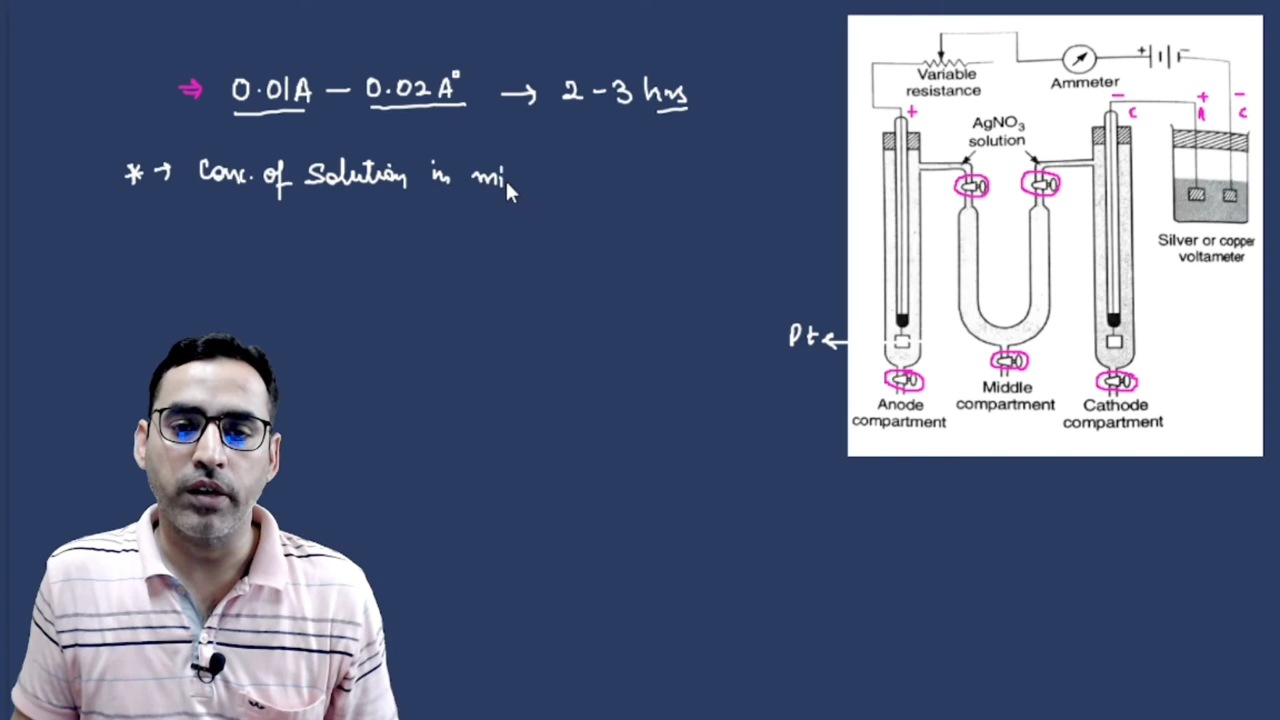 ⇒ 0.01A — 0.02A° → 2 - 3 hrs
* → Conc. of Solution in mi
Variable resistance
Ammeter
+ −
AgNO₃ solution
+
− C
+ A
− C
Silver or copper voltameter
Pt ←
Anode compartment
Middle compartment
Cathode compartment